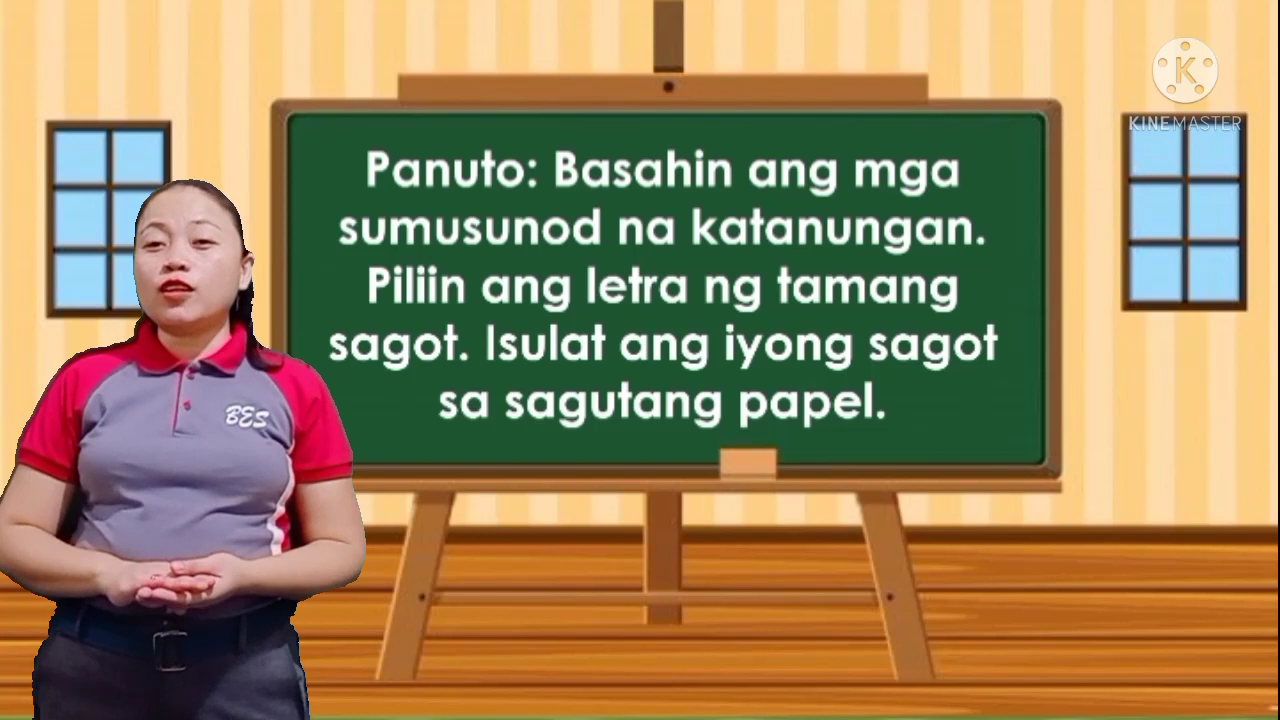 Panuto: Basahin ang mga
sumusunod na katanungan.
Piliin ang letra ng tamang
sagot. Isulat ang iyong sagot
sa sagutang papel.
BES
K
KINEMASTER